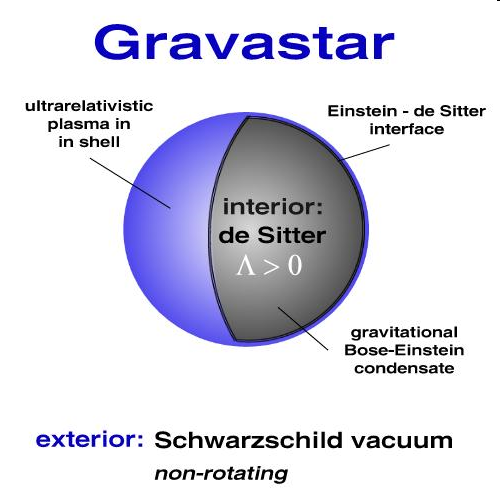 Gravastar
ultrarelativistic
plasma in
in shell
Einstein - de Sitter
interface
interior:
de Sitter
Λ > 0
gravitational
Bose-Einstein
condensate
exterior: Schwarzschild vacuum
non-rotating